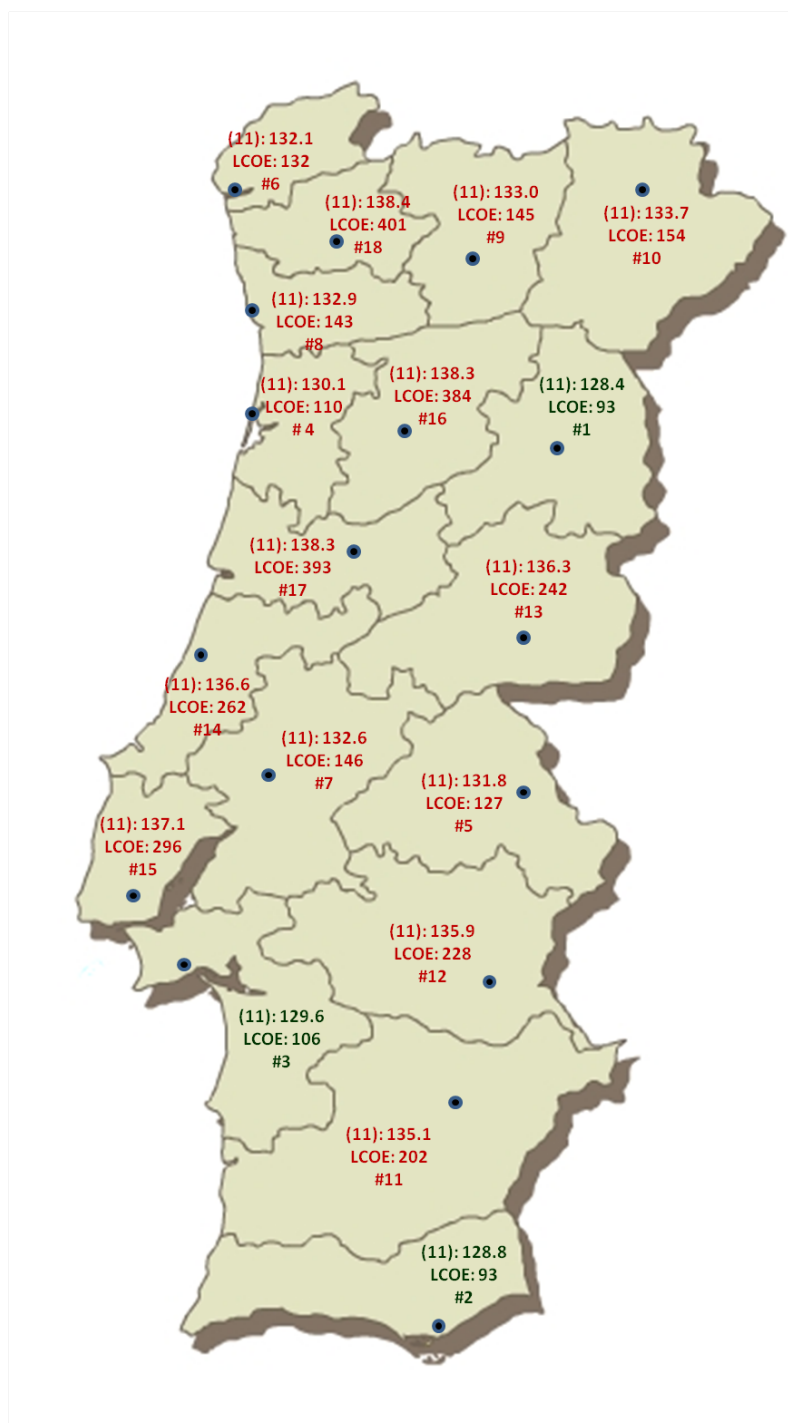 (11): 132.1
LCOE: 132
#6
(11): 138.4
LCOE: 401
#18
(11): 133.0
LCOE: 145
#9
(11): 133.7
LCOE: 154
#10
(11): 132.9
LCOE: 143
#8
(11): 130.1
LCOE: 110
# 4
(11): 138.3
LCOE: 384
#16
(11): 128.4
LCOE: 93
#1
(11): 138.3
LCOE: 393
#17
(11): 136.3
LCOE: 242
#13
(11): 136.6
LCOE: 262
#14
(11): 132.6
LCOE: 146
#7
(11): 131.8
LCOE: 127
#5
(11): 137.1
LCOE: 296
#15
(11): 135.9
LCOE: 228
#12
(11): 129.6
LCOE: 106
#3
(11): 135.1
LCOE: 202
#11
(11): 128.8
LCOE: 93
#2